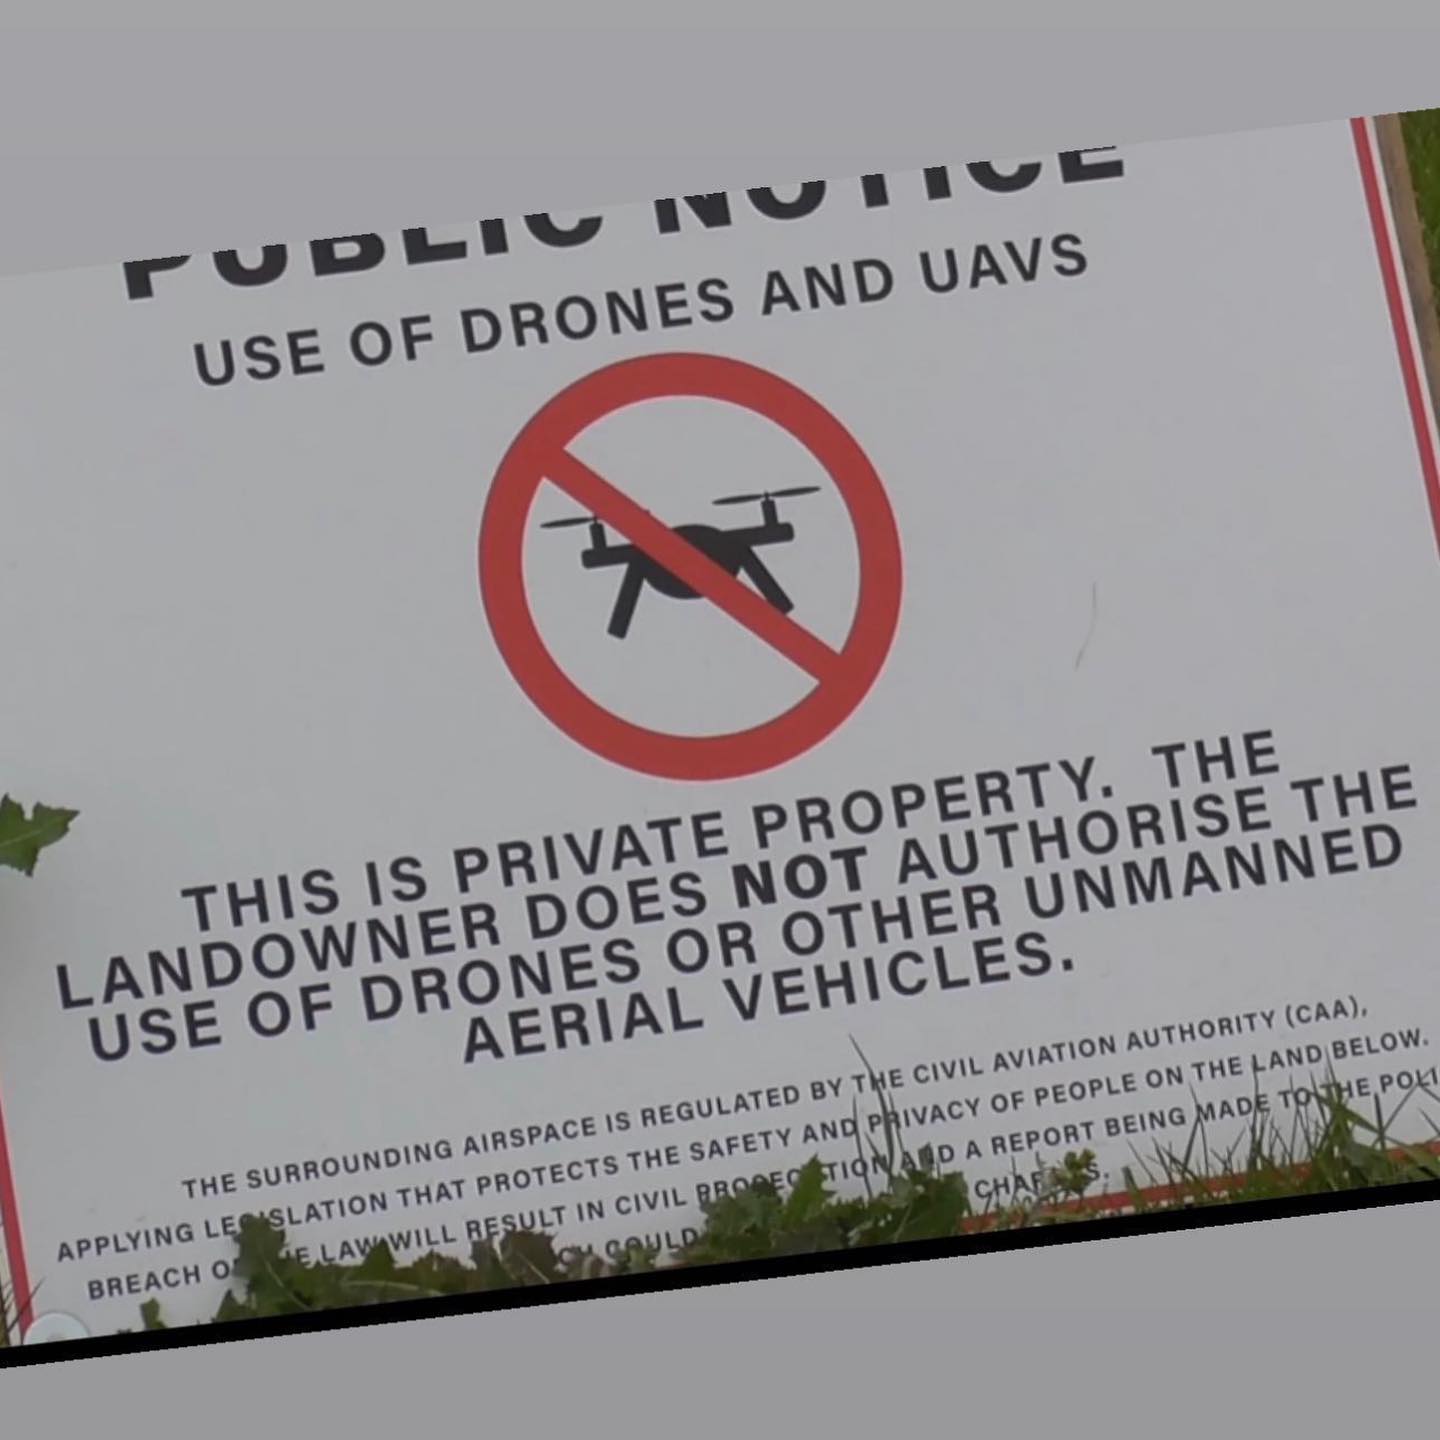 PUBLIC NOTICE
USE OF DRONES AND UAVS
THIS IS PRIVATE PROPERTY. THE
LANDOWNER DOES NOT AUTHORISE THE
USE OF DRONES OR OTHER UNMANNED
AERIAL VEHICLES.
THE SURROUNDING AIRSPACE IS REGULATED BY THE CIVIL AVIATION AUTHORITY (CAA),
APPLYING LEGISLATION THAT PROTECTS THE SAFETY AND PRIVACY OF PEOPLE ON THE LAND BELOW.
BREACH OF THE LAW WILL RESULT IN CIVIL PROSECUTION AND A REPORT BEING MADE TO THE POLI
COULD